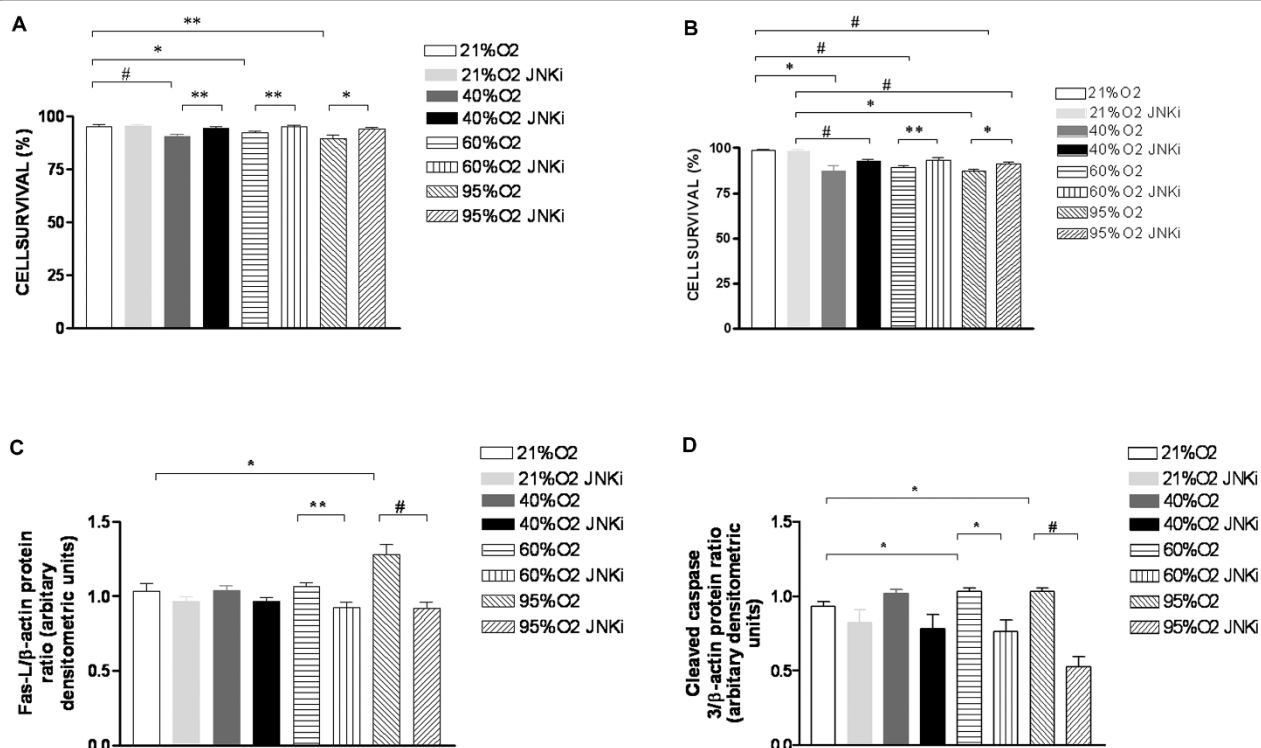 A
**
*
#
**
**
*
100
75
50
25
0
CELLSURVIVAL (%)
21%O2
21%O2 JNKi
40%O2
40%O2 JNKi
60%O2
60%O2 JNKi
95%O2
95%O2 JNKi
B
#
#
*
#
*
#
**
*
100
75
50
25
0
CELLSURVIVAL (%)
21%O2
21%O2 JNKi
40%O2
40%O2 JNKi
60%O2
60%O2 JNKi
95%O2
95%O2 JNKi
C
*
**
#
1.5
1.0
0.5
0.0
Fas-L/β-actin protein
ratio (arbitary
densitometric units)
21%O2
21%O2 JNKi
40%O2
40%O2 JNKi
60%O2
60%O2 JNKi
95%O2
95%O2 JNKi
D
*
*
*
#
1.5
1.0
0.5
0.0
Cleaved caspase
3/β-actin protein ratio
(arbitary densitometric
units)
21%O2
21%O2 JNKi
40%O2
40%O2 JNKi
60%O2
60%O2 JNKi
95%O2
95%O2 JNKi